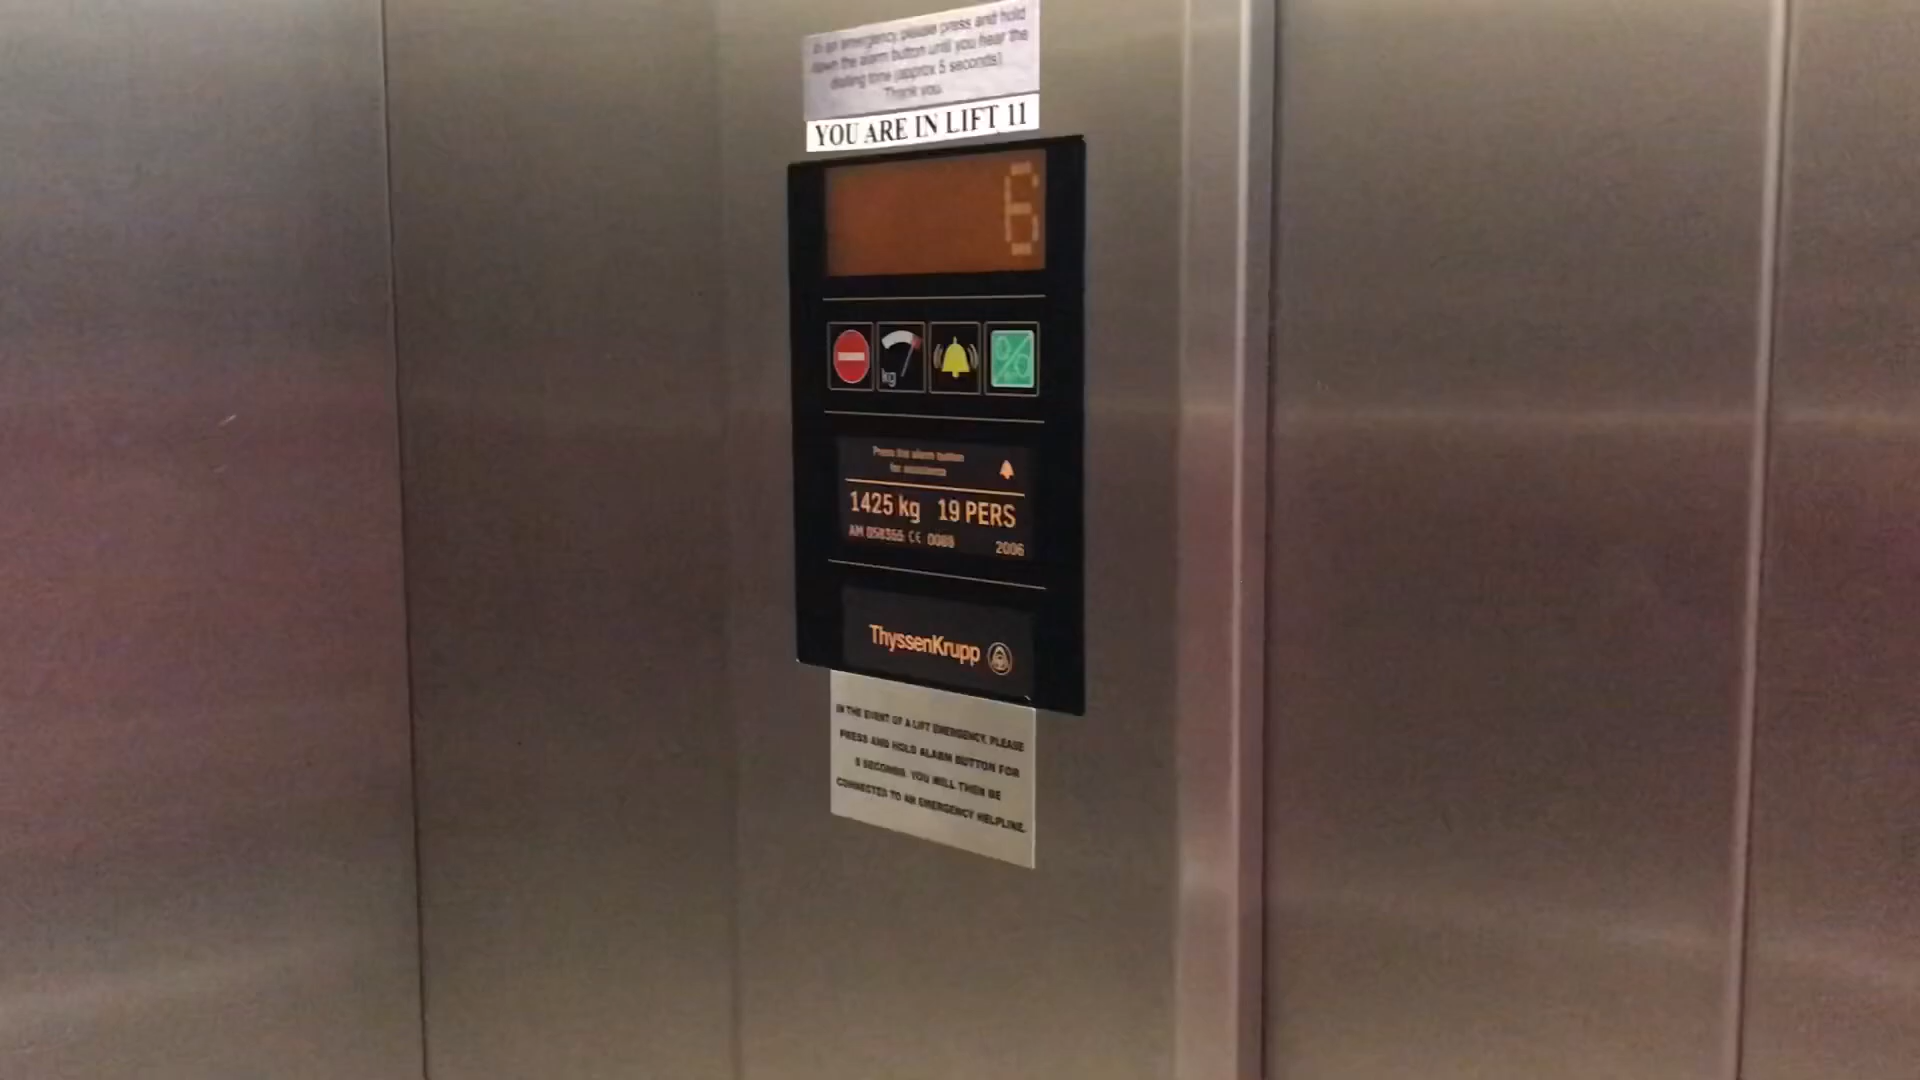 In an emergency please press and hold
down the alarm button until you hear the
dialling tone (approx 5 seconds)
Thank you.
YOU ARE IN LIFT 11
6
kg
Press the alarm button
for assistance
1425 kg 19 PERS
AM CE 2006
ThyssenKrupp
IN THE EVENT OF A LIFT EMERGENCY, PLEASE
PRESS AND HOLD ALARM BUTTON FOR
SECONDS. YOU WILL THEN BE
CONNECTED TO AN EMERGENCY HELPLINE.